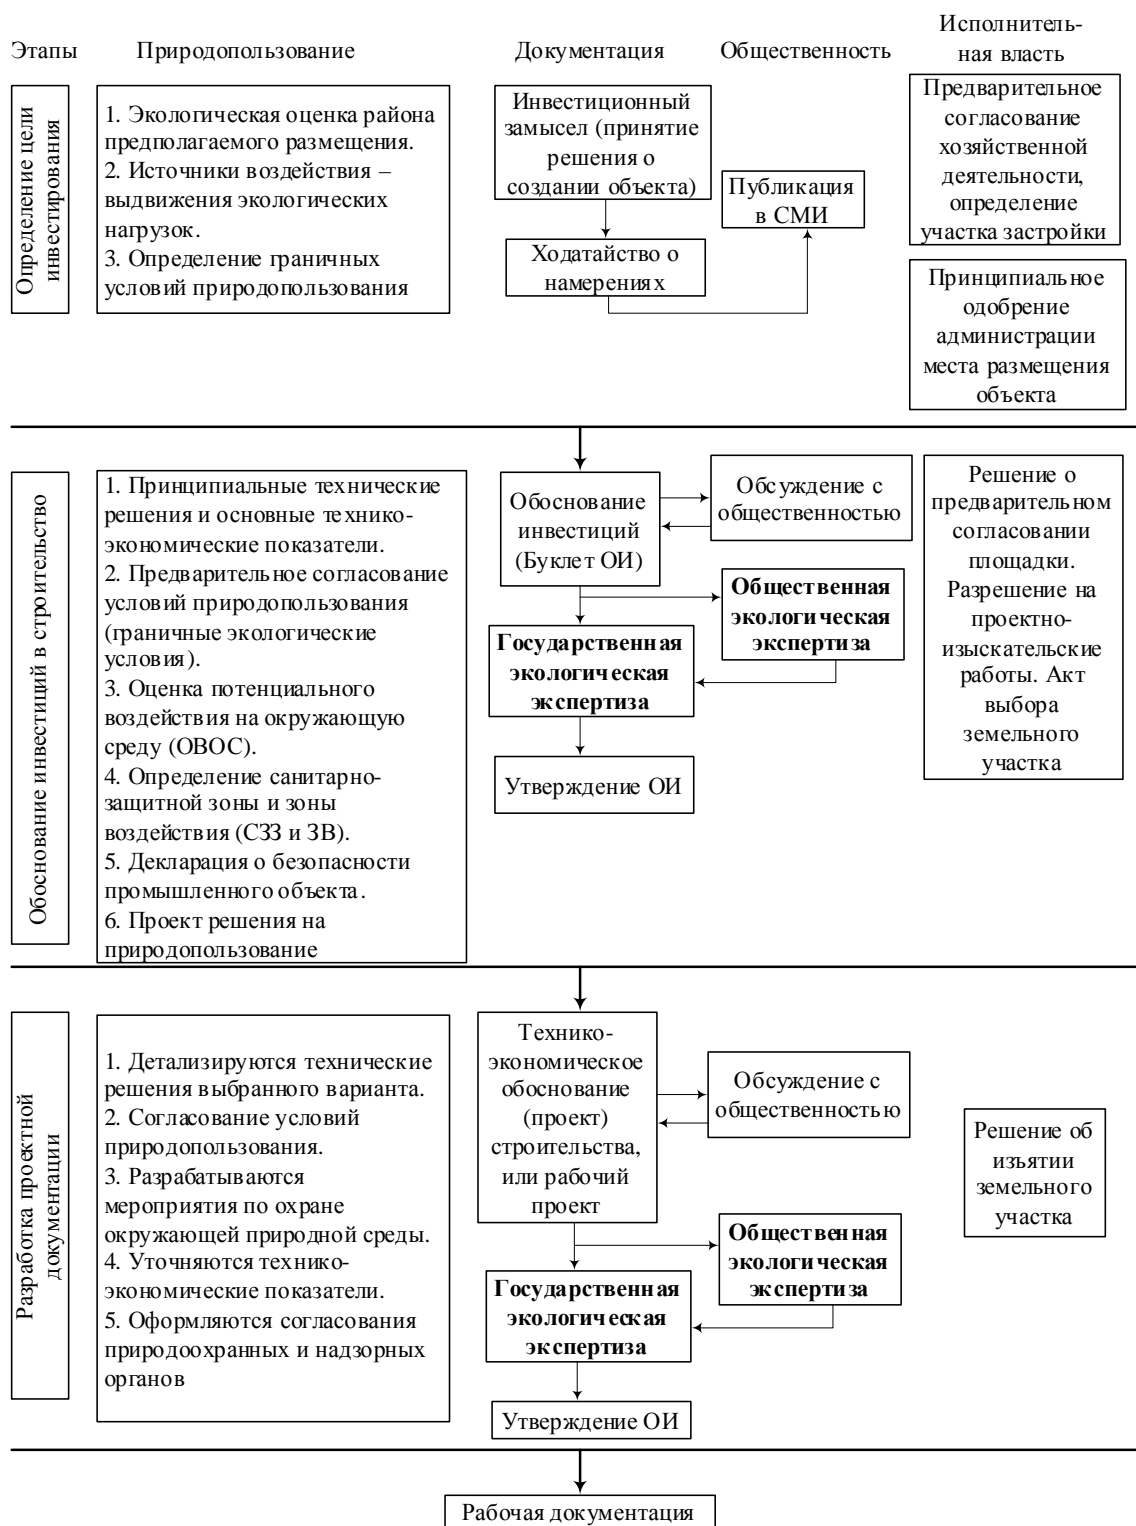 Этапы
Природопользование
Документация
Общественность
Исполнитель-
ная власть
Определение цели
инвестирования
1. Экологическая оценка района
предполагаемого размещения.
2. Источники воздействия –
выдвижения экологических
нагрузок.
3. Определение граничных
условий природопользования
Инвестиционный
замысел (принятие
решения о
создании объекта)
Ходатайство о
намерениях
Публикация
в СМИ
Предварительное
согласование
хозяйственной
деятельности,
определение
участка застройки
Принципиальное
одобрение
администрации
места размещения
объекта
Обоснование инвестиций в строительство
1. Принципиальные технические
решения и основные технико-
экономические показатели.
2. Предварительное согласование
условий природопользования
(граничные экологические
условия).
3. Оценка потенциального
воздействия на окружающую
среду (ОВОС).
4. Определение санитарно-
защитной зоны и зоны
воздействия (СЗЗ и ЗВ).
5. Декларация о безопасности
промышленного объекта.
6. Проект решения на
природопользование
Обоснование
инвестиций
(Буклет ОИ)
Обсуждение с
общественностью
Общественная
экологическая
экспертиза
Государственная
экологическая
экспертиза
Утверждение ОИ
Решение о
предварительном
согласовании
площадки.
Разрешение на
проектно-
изыскательские
работы. Акт
выбора
земельного
участка
Разработка проектной
документации
1. Детализируются технические
решения выбранного варианта.
2. Согласование условий
природопользования.
3. Разрабатываются
мероприятия по охране
окружающей природной среды.
4. Уточняются технико-
экономические показатели.
5. Оформляются согласования
природоохранных и надзорных
органов
Технико-
экономическое
обоснование
(проект)
строительства,
или рабочий
проект
Обсуждение с
общественностью
Общественная
экологическая
экспертиза
Государственная
экологическая
экспертиза
Утверждение ОИ
Решение об
изъятии
земельного
участка
Рабочая документация